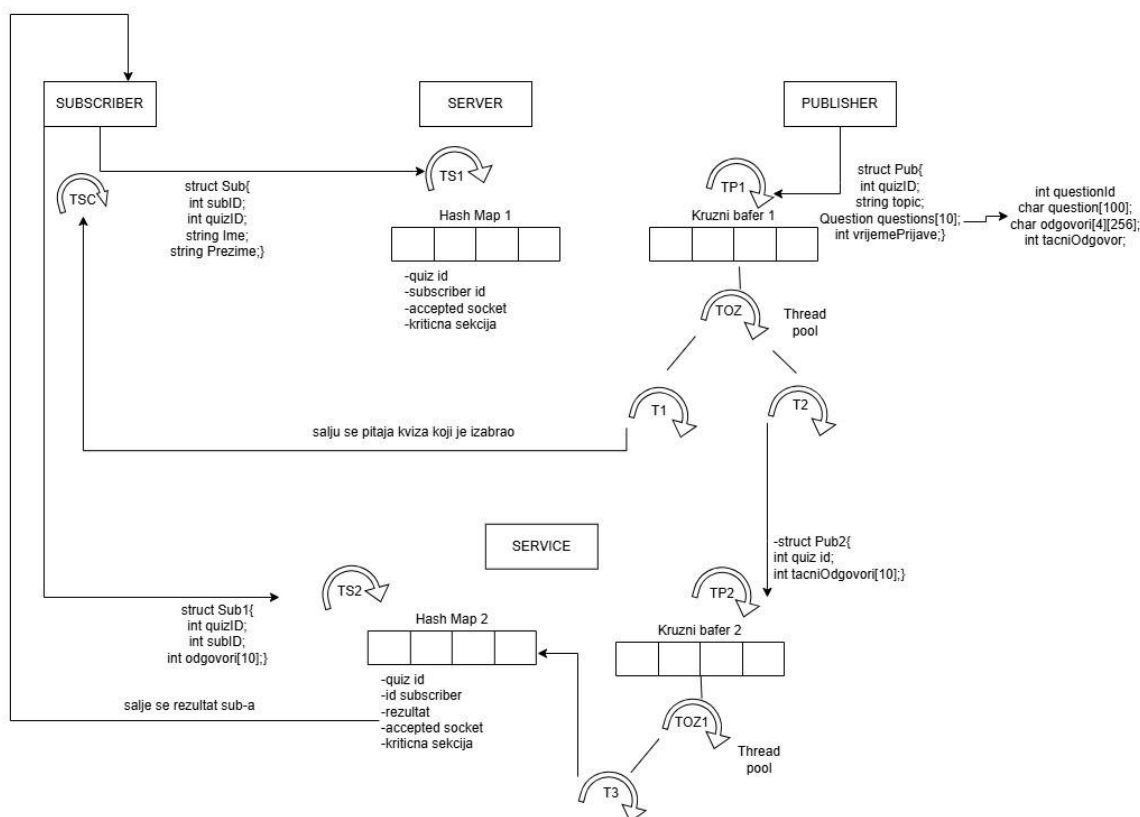 SUBSCRIBER
SERVER
PUBLISHER
TSC
struct Sub{
int subID;
int quizID;
string Ime;
string Prezime;}
TS1
Hash Map 1
-quiz id
-subscriber id
-accepted socket
-kriticna sekcija
TP1
struct Pub{
int quizID;
string topic;
Question questions[10];
int vrijemePrijave;}
int questionId
char question[100];
char odgovori[4][256];
int tacniOdgovor;
Kruzni bafer 1
TOZ
Thread
pool
T1
T2
salju se pitaja kviza koji je izabrao
SERVICE
-struct Pub2{
int quiz id;
int tacniOdgovori[10];}
TS2
TP2
struct Sub1{
int quizID;
int subID;
int odgovori[10];}
Hash Map 2
-quiz id
-id subscriber
-rezultat
-accepted socket
-kriticna sekcija
Kruzni bafer 2
salje se rezultat sub-a
TOZ1
Thread
pool
T3